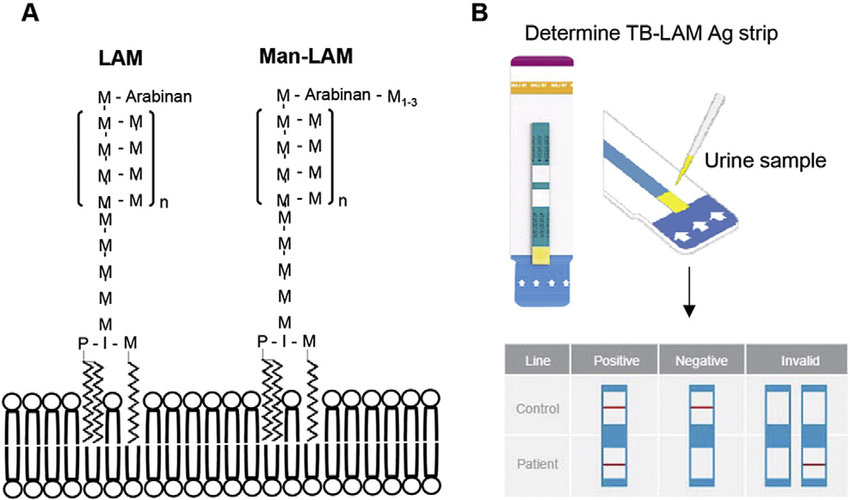 A
LAM
M - Arabinan
M - M
M - M
M - M
M - M
n
M
M
M
M
M
P - I - M
Man-LAM
M - Arabinan - M1-3
M - M
M - M
M - M
M - M
n
M
M
M
M
M
P - I - M
B
Determine TB-LAM Ag strip
Urine sample
Line Positive Negative Invalid
Control
Patient